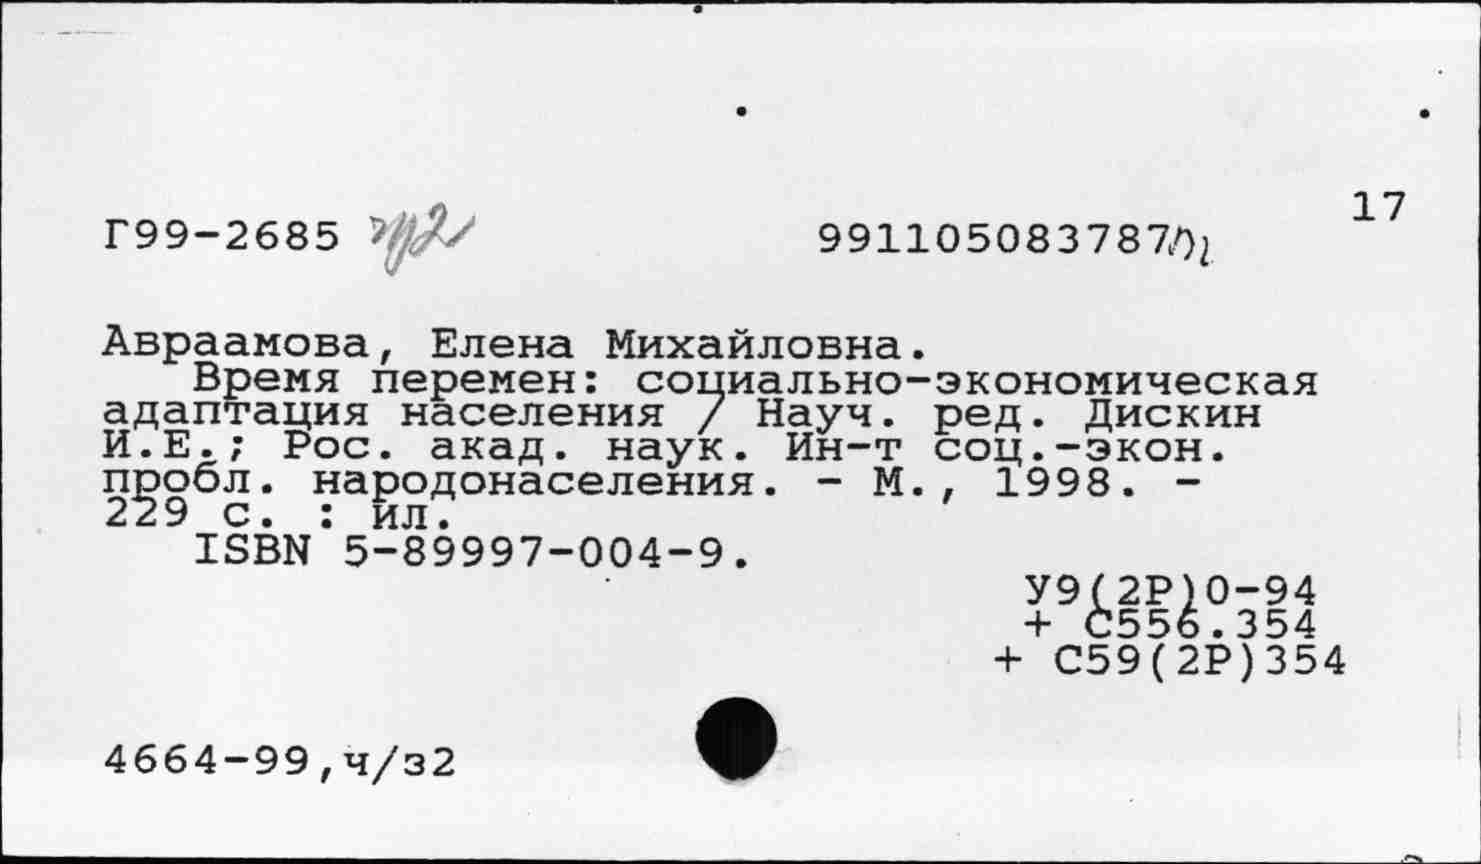 17
Г99-2685 991105083787
Авраамова, Елена Михайловна.
Время перемен: социально-экономическая
адаптация населения / Науч. ред. Дискин
И.Е.; Рос. акад. наук. Ин-т соц.-экон.
пробл. народонаселения. - М., 1998. -
229 с. : ил.
ISBN 5-89997-004-9.
У9(2Р)0-94
+ С556.354
+ С59(2Р)354
4664-99,ч/з2